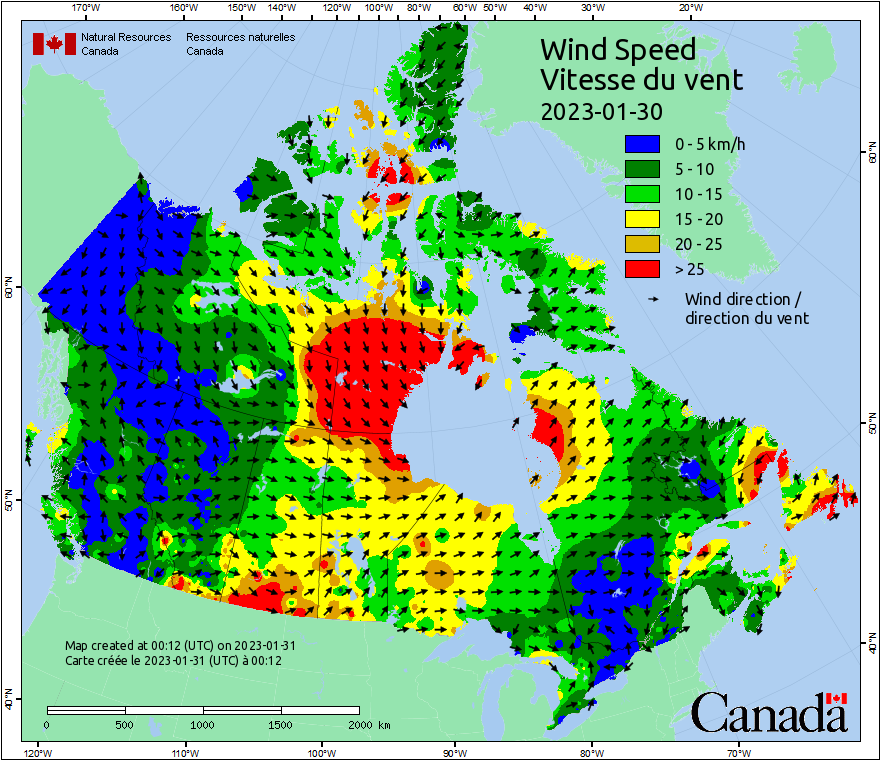 170°W 160°W 150°W 140°W 120°W 100°W 80°W 60°W 50°W 40°W 30°W 20°W
Natural Resources Ressources naturelles
Canada Canada
Wind Speed
Vitesse du vent
2023-01-30
0 - 5 km/h
5 - 10
10 - 15
15 - 20
20 - 25
> 25
Wind direction /
direction du vent
60°N 60°N
50°N 50°N
40°N 40°N
Map created at 00:12 (UTC) on 2023-01-31
Carte créée le 2023-01-31 (UTC) à 00:12
0 500 1000 1500 2000 km
Canada
120°W 110°W 100°W 90°W 80°W 70°W